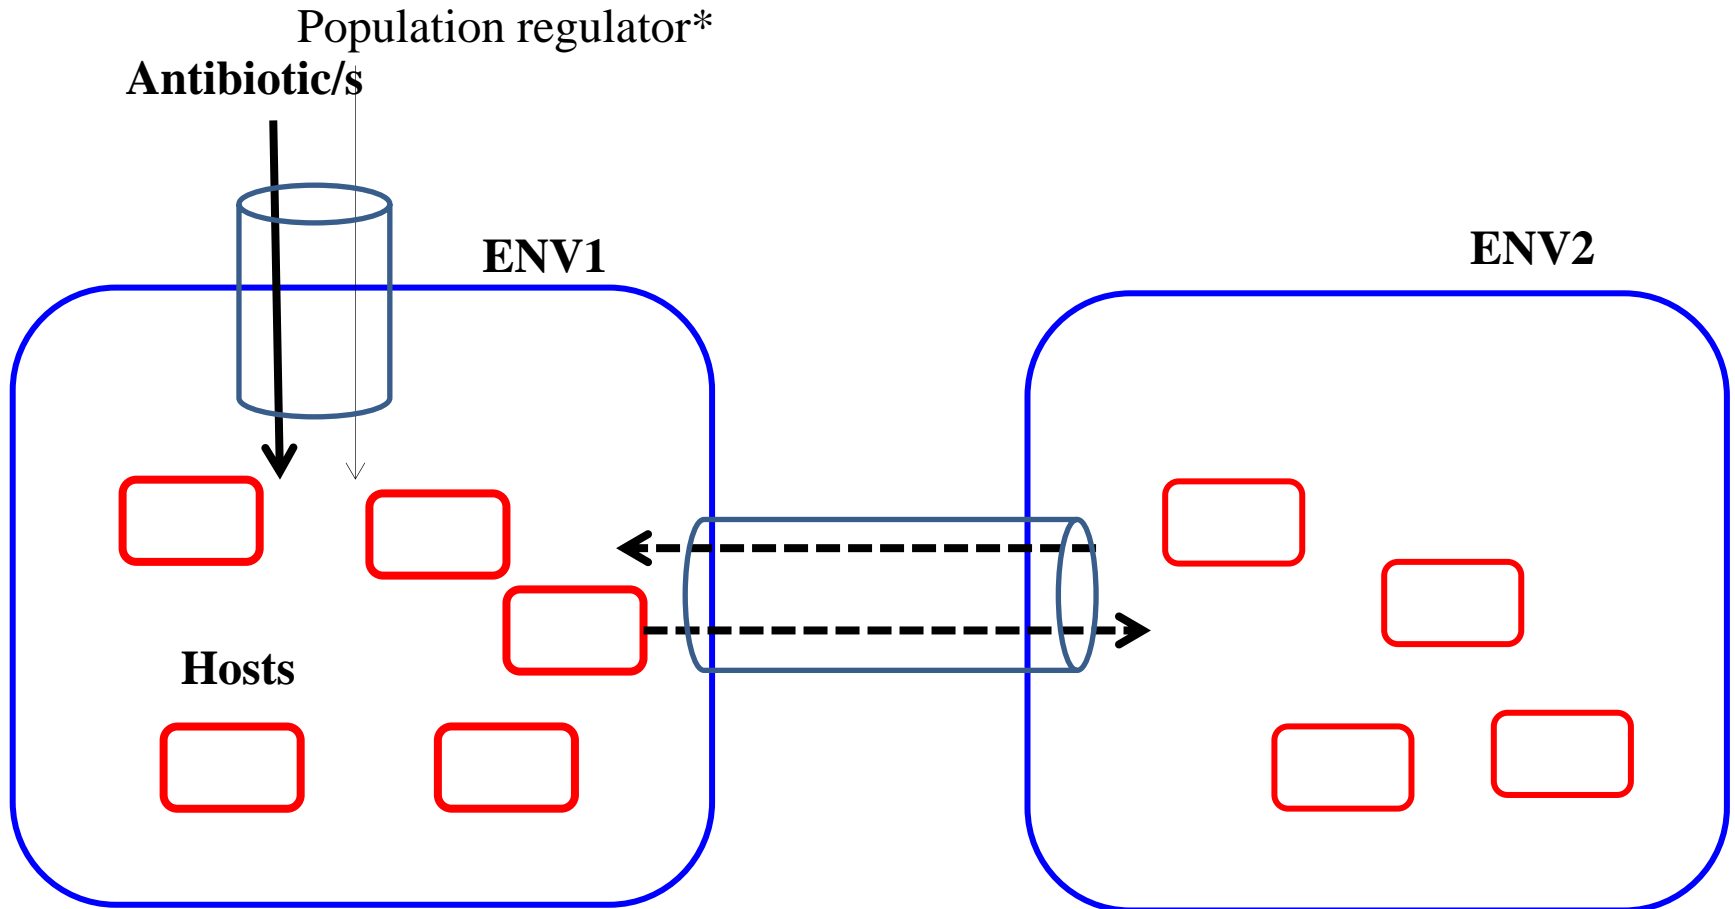 Population regulator*
Antibiotic/s
ENV1
ENV2
Hosts